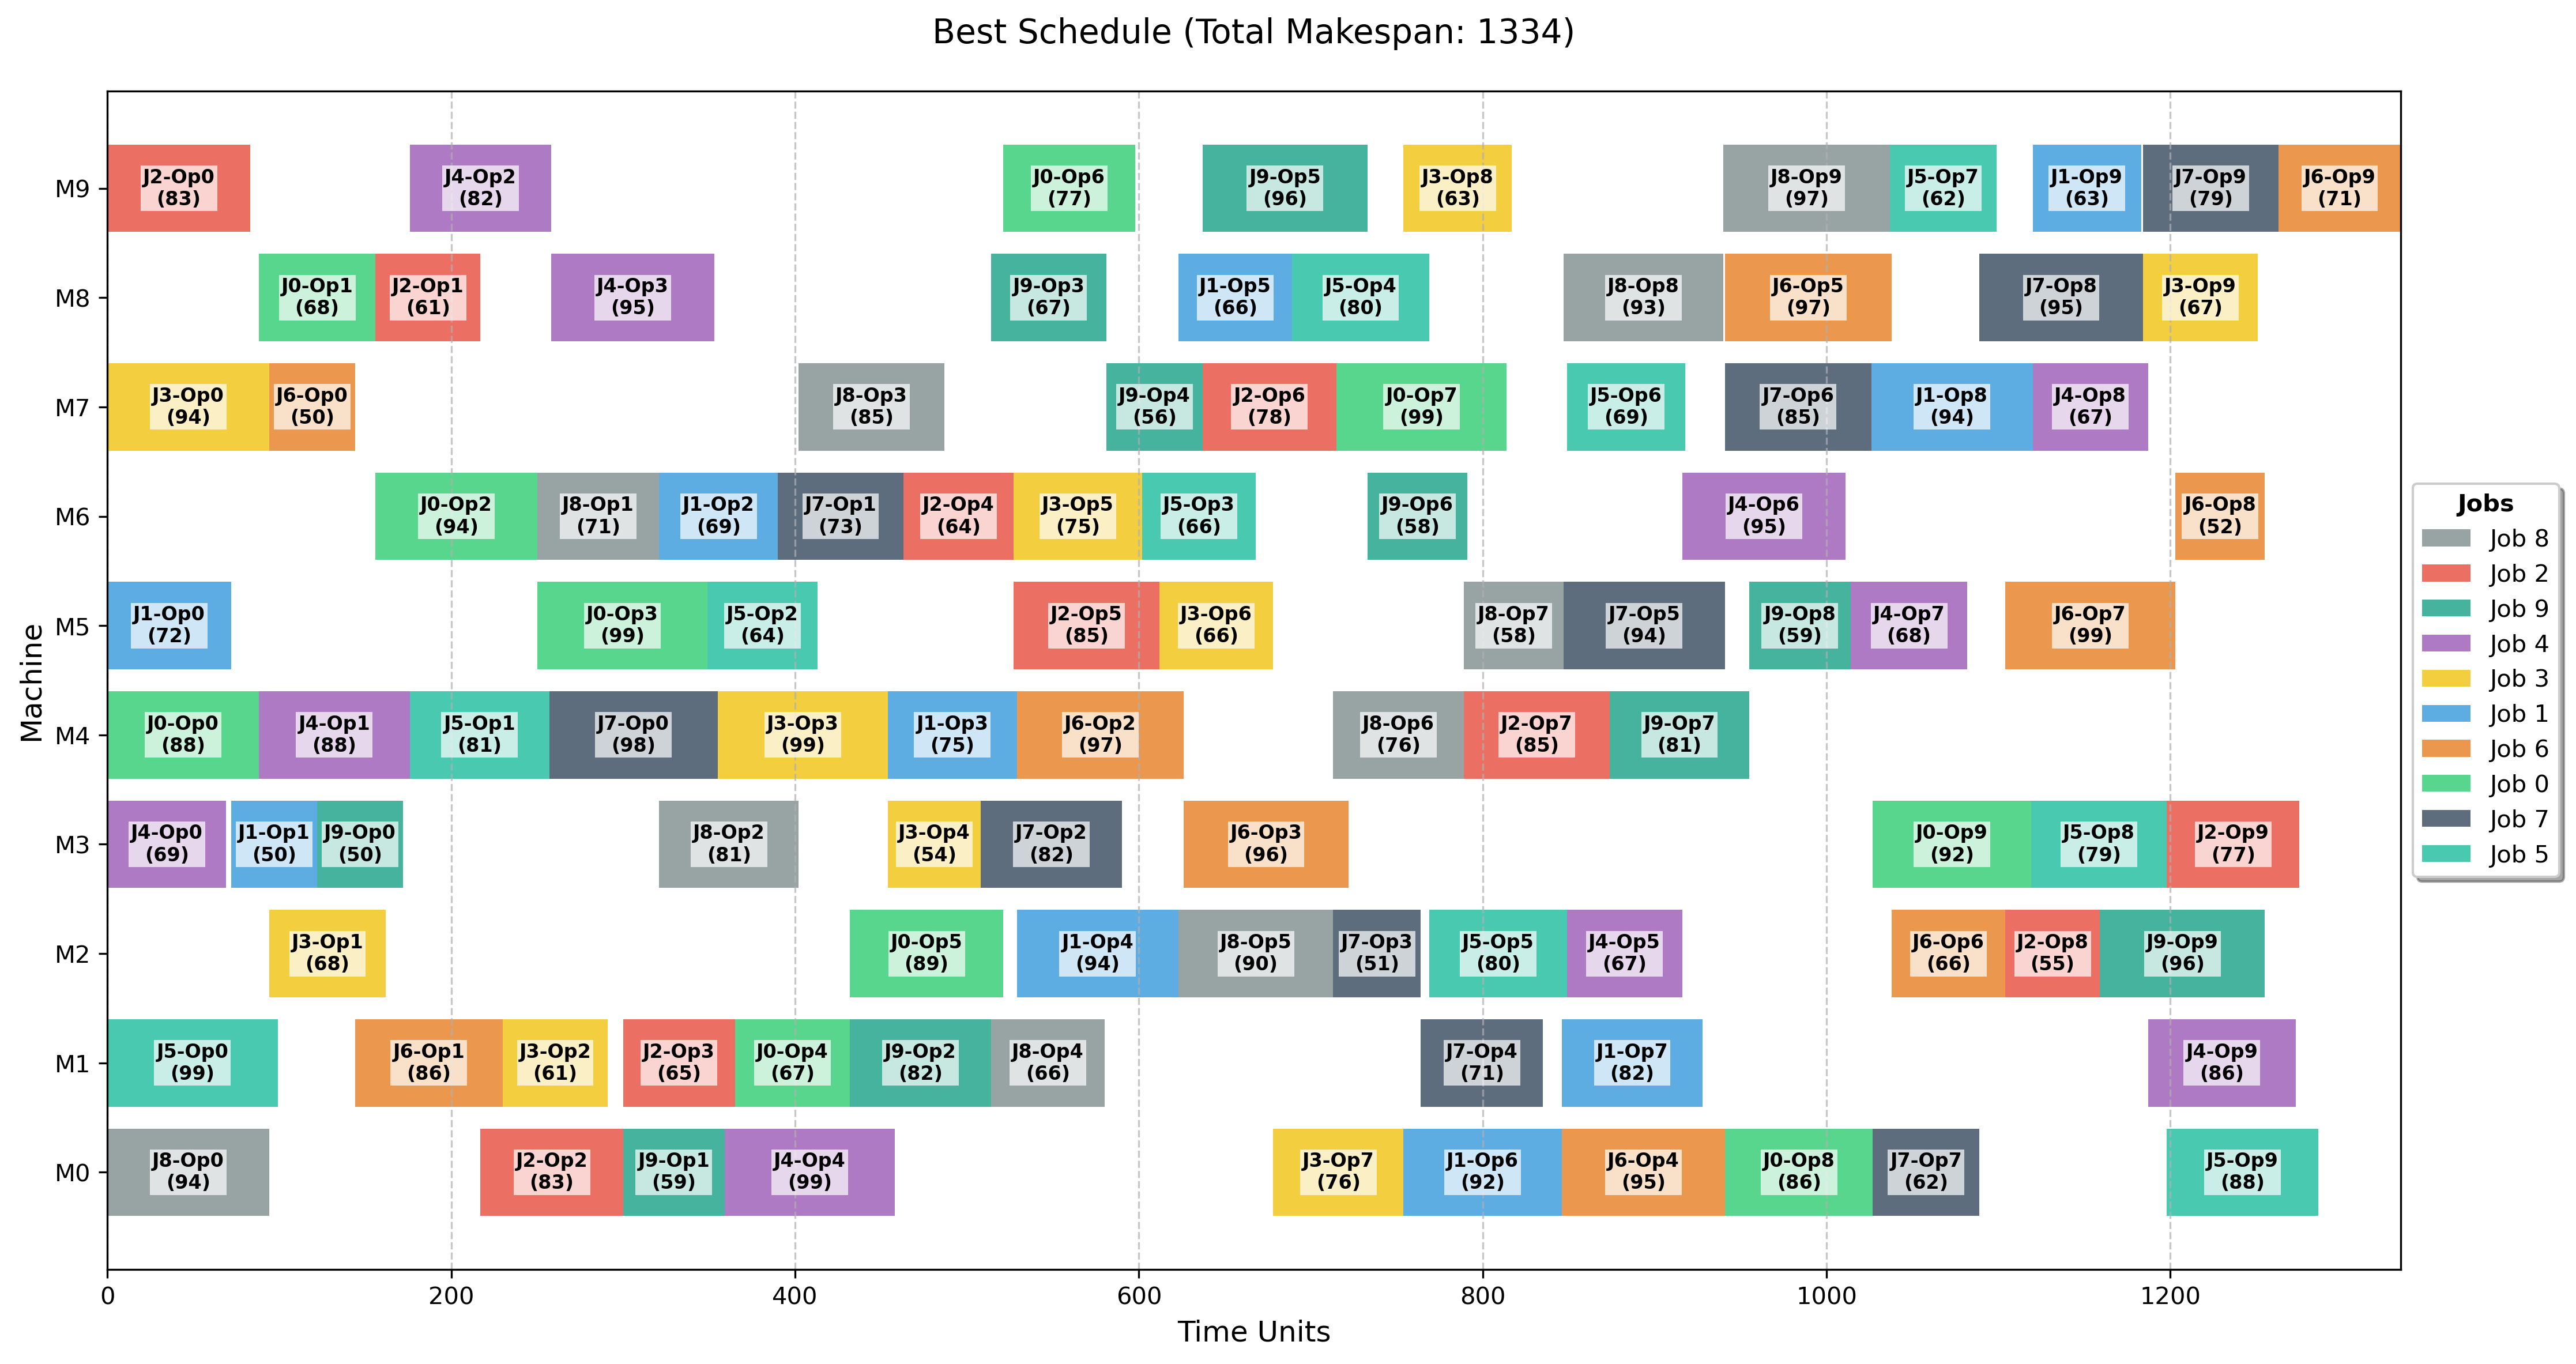 Best Schedule (Total Makespan: 1334)
M9
J2-Op0
(83)
J4-Op2
(82)
J0-Op6
(77)
J9-Op5
(96)
J3-Op8
(63)
J8-Op9
(97)
J5-Op7
(62)
J1-Op9
(63)
J7-Op9
(79)
J6-Op9
(71)
M8
J0-Op1
(68)
J2-Op1
(61)
J4-Op3
(95)
J9-Op3
(67)
J1-Op5
(66)
J5-Op4
(80)
J8-Op8
(93)
J6-Op5
(97)
J7-Op8
(95)
J3-Op9
(67)
M7
J3-Op0
(94)
J6-Op0
(50)
J8-Op3
(85)
J9-Op4
(56)
J2-Op6
(78)
J0-Op7
(99)
J5-Op6
(69)
J7-Op6
(85)
J1-Op8
(94)
J4-Op8
(67)
M6
J0-Op2
(94)
J8-Op1
(71)
J1-Op2
(69)
J7-Op1
(73)
J2-Op4
(64)
J3-Op5
(75)
J5-Op3
(66)
J9-Op6
(58)
J4-Op6
(95)
J6-Op8
(52)
M5
J1-Op0
(72)
J0-Op3
(99)
J5-Op2
(64)
J2-Op5
(85)
J3-Op6
(66)
J8-Op7
(58)
J7-Op5
(94)
J9-Op8
(59)
J4-Op7
(68)
J6-Op7
(99)
M4
J0-Op0
(88)
J4-Op1
(88)
J5-Op1
(81)
J7-Op0
(98)
J3-Op3
(99)
J1-Op3
(75)
J6-Op2
(97)
J8-Op6
(76)
J2-Op7
(85)
J9-Op7
(81)
M3
J4-Op0
(69)
J1-Op1
(50)
J9-Op0
(50)
J8-Op2
(81)
J3-Op4
(54)
J7-Op2
(82)
J6-Op3
(96)
J0-Op9
(92)
J5-Op8
(79)
J2-Op9
(77)
M2
J3-Op1
(68)
J0-Op5
(89)
J1-Op4
(94)
J8-Op5
(90)
J7-Op3
(51)
J5-Op5
(80)
J4-Op5
(67)
J6-Op6
(66)
J2-Op8
(55)
J9-Op9
(96)
M1
J5-Op0
(99)
J6-Op1
(86)
J3-Op2
(61)
J2-Op3
(65)
J0-Op4
(67)
J9-Op2
(82)
J8-Op4
(66)
J7-Op4
(71)
J1-Op7
(82)
J4-Op9
(86)
M0
J8-Op0
(94)
J2-Op2
(83)
J9-Op1
(59)
J4-Op4
(99)
J3-Op7
(76)
J1-Op6
(92)
J6-Op4
(95)
J0-Op8
(86)
J7-Op7
(62)
J5-Op9
(88)
Machine
0 200 400 600 800 1000 1200
Time Units
Jobs
Job 8
Job 2
Job 9
Job 4
Job 3
Job 1
Job 6
Job 0
Job 7
Job 5